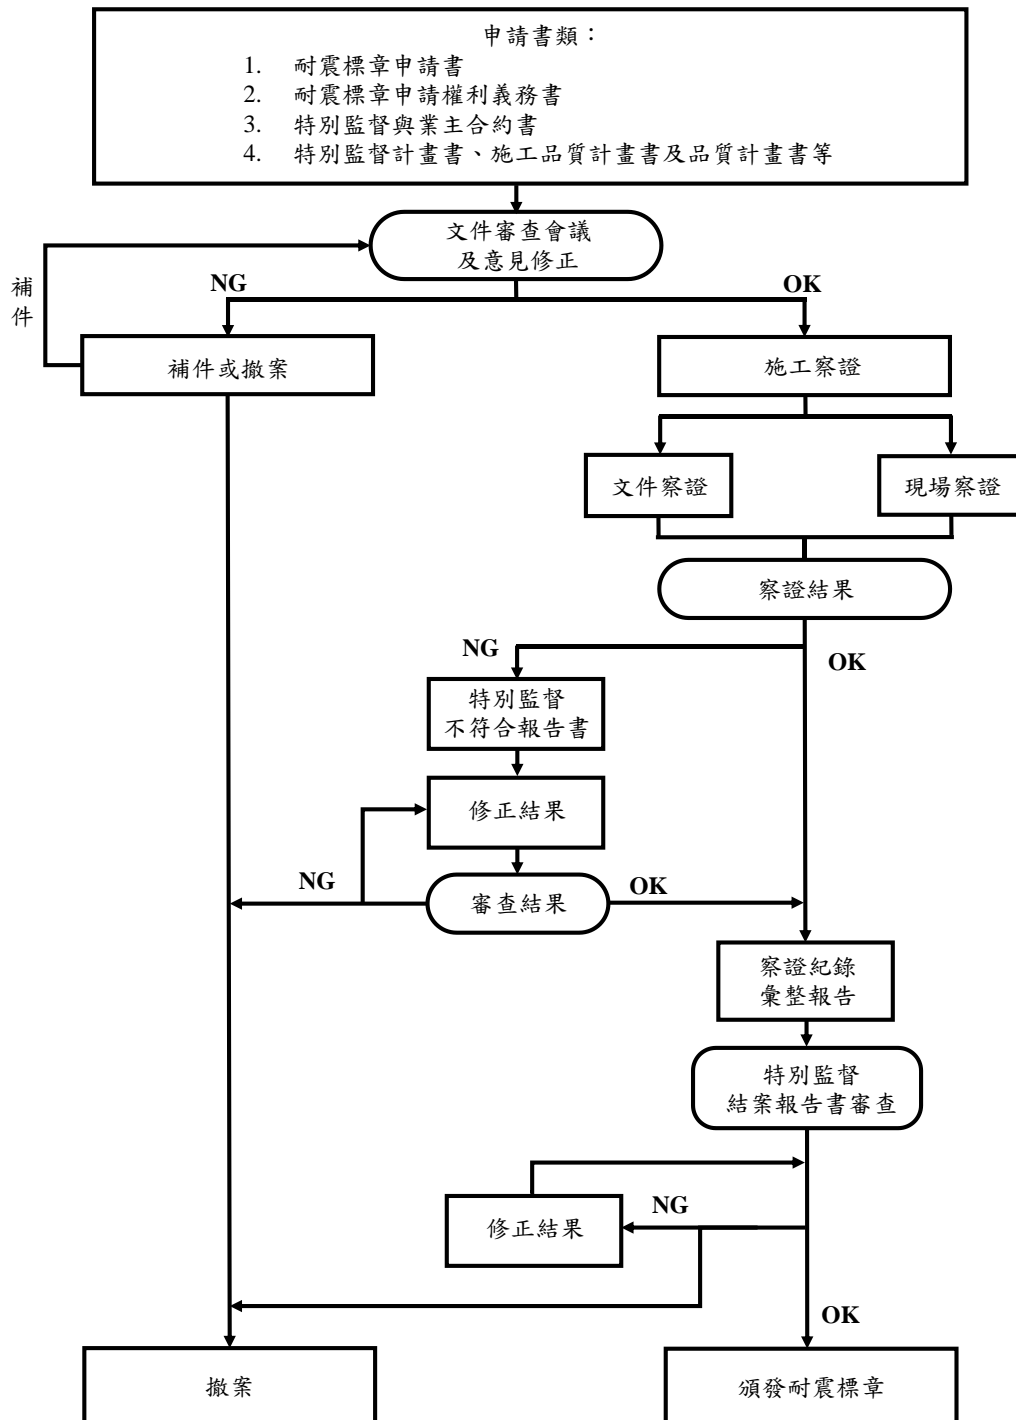 申請書類：
1. 耐震標章申請書
2. 耐震標章申請權利義務書
3. 特別監督與業主合約書
4. 特別監督計畫書、施工品質計畫書及品質計畫書等
文件審查會議
及意見修正
補
件
NG
OK
補件或撤案
施工察證
文件察證
現場察證
察證結果
NG
OK
特別監督
不符合報告書
修正結果
NG
審查結果
OK
察證紀錄
彙整報告
特別監督
結案報告書審查
修正結果
NG
OK
撤案
頒發耐震標章